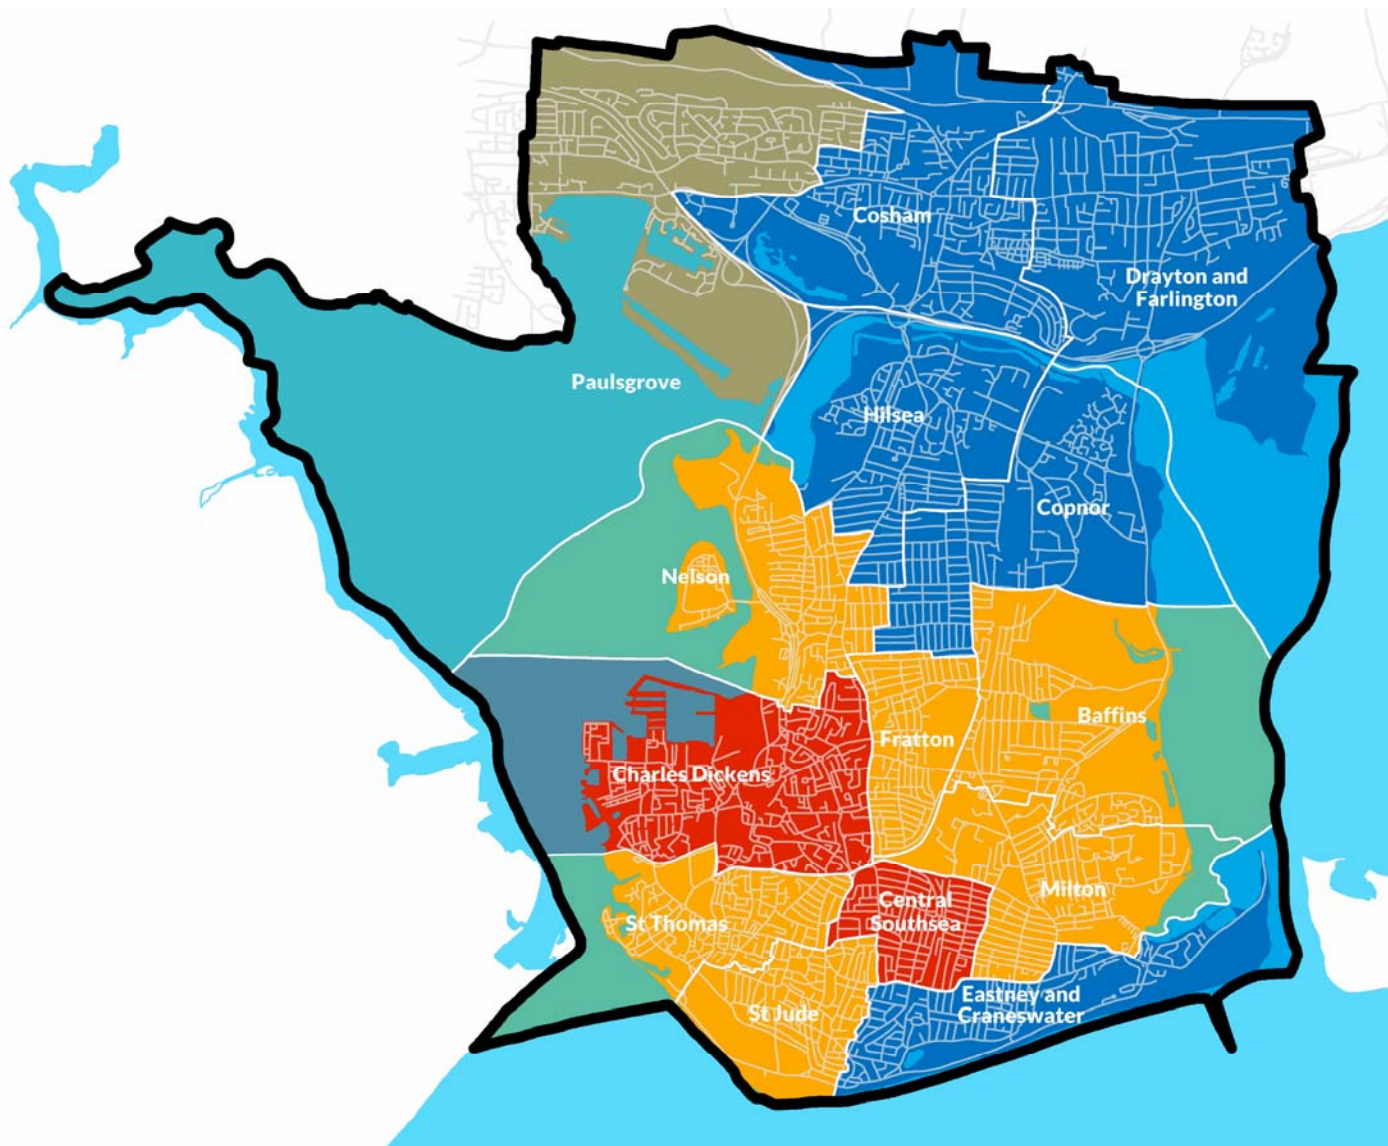 Cosham
Drayton and
Farlington
Paulsgrove
Hilsea
Copnor
Nelson
Baffins
Fratton
Charles Dickens
Milton
Central
Southsea
St Thomas
Eastney and
Craneswater
St Jude